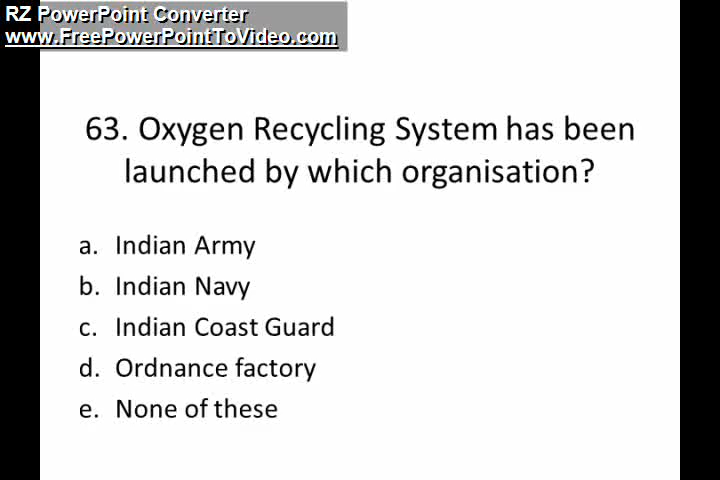 RZ PowerPoint Converter
www.FreePowerPointToVideo.com
63. Oxygen Recycling System has been
launched by which organisation?
a. Indian Army
b. Indian Navy
c. Indian Coast Guard
d. Ordnance factory
e. None of these